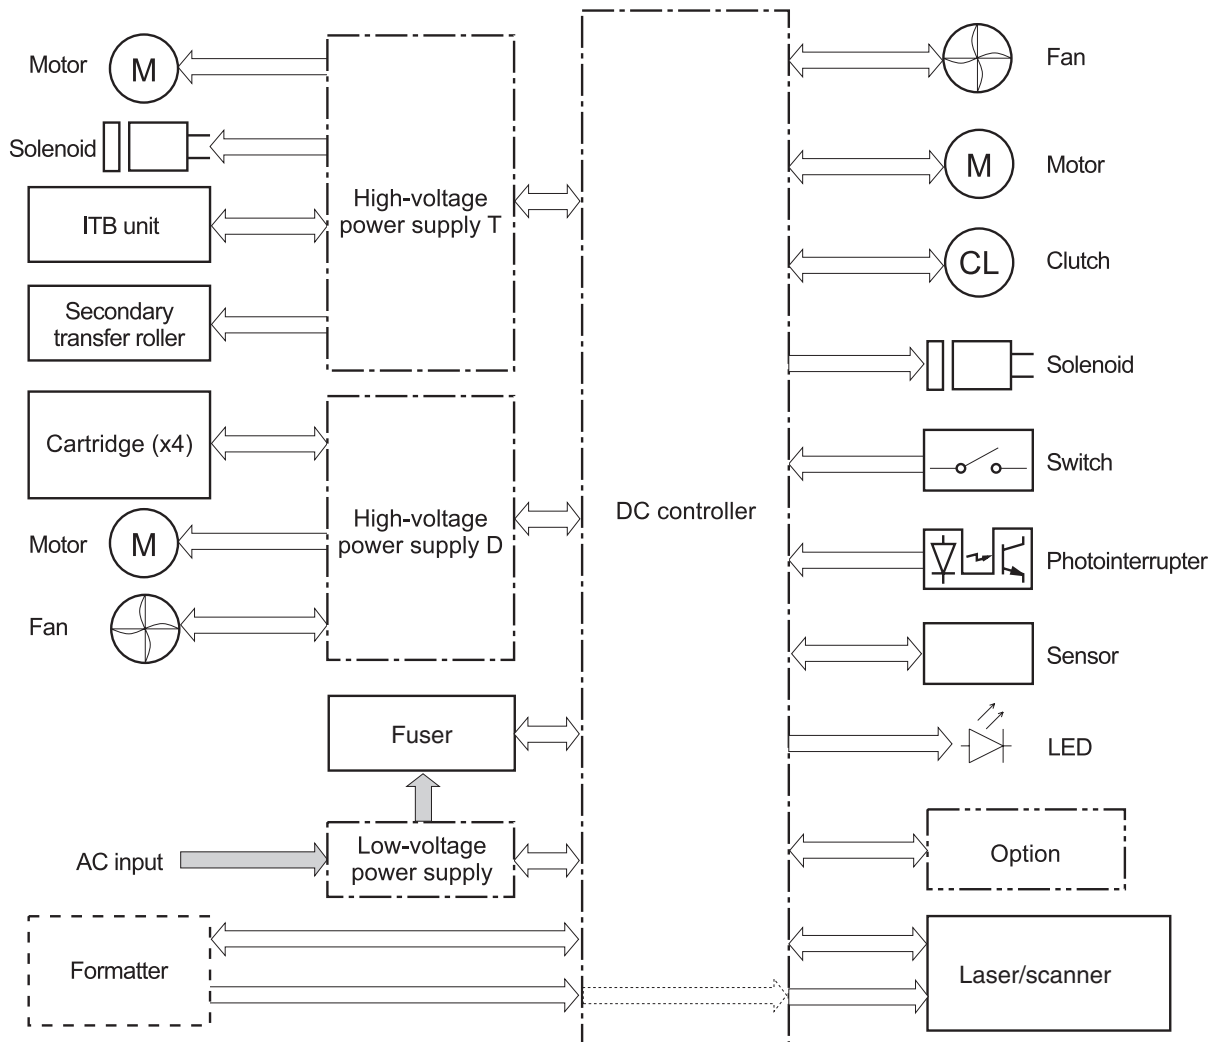 Motor
M
Solenoid
ITB unit
Secondary
transfer roller
High-voltage
power supply T
Cartridge (x4)
Motor
M
Fan
High-voltage
power supply D
Fuser
AC input
Low-voltage
power supply
Formatter
DC controller
Fan
M
Motor
CL
Clutch
Solenoid
Switch
Photointerrupter
Sensor
LED
Option
Laser/scanner